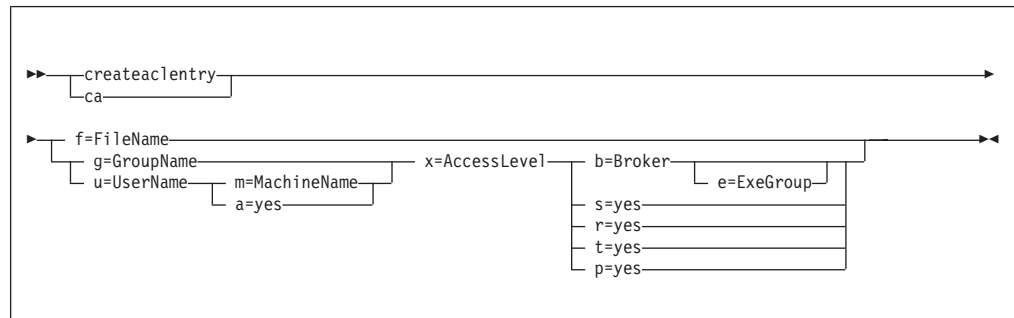 createaclentry
ca
f=FileName
g=GroupName x=AccessLevel b=Broker
u=UserName m=MachineName e=ExeGroup
a=yes s=yes
r=yes
t=yes
p=yes